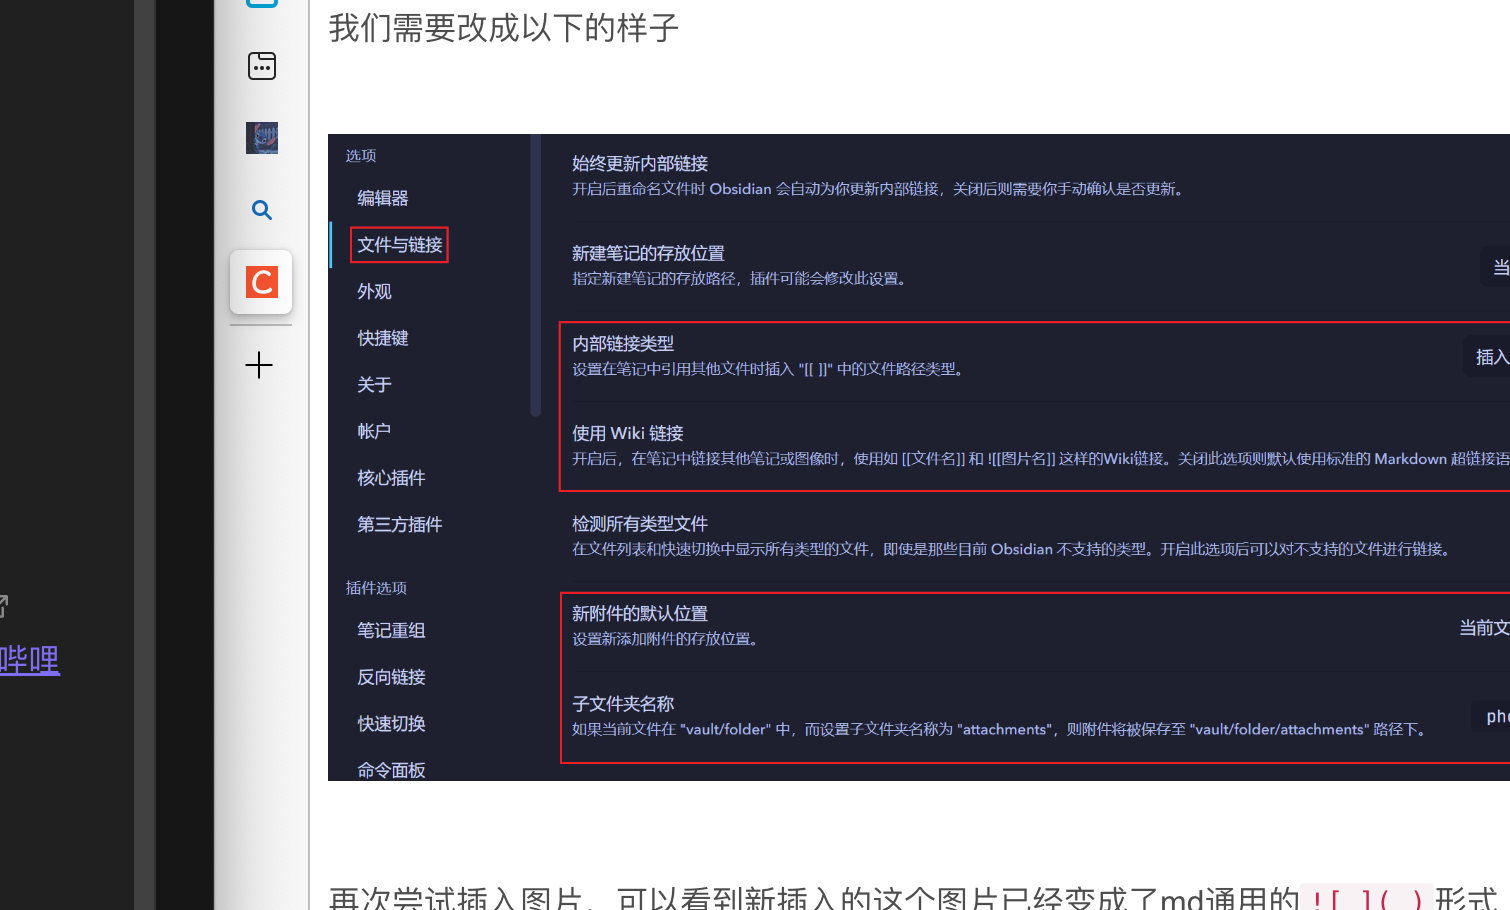 我们需要改成以下的样子
选项
编辑器
文件与链接
外观
快捷键
关于
帐户
核心插件
第三方插件
插件选项
笔记重组
反向链接
快速切换
命令面板
始终更新内部链接
开启后重命名文件时 Obsidian 会自动为你更新内部链接，关闭后则需要你手动确认是否更新。
新建笔记的存放位置
指定新建笔记的存放路径，插件可能会修改此设置。
当
内部链接类型
设置在笔记中引用其他文件时插入 "[[ ]]" 中的文件路径类型。
插入
使用 Wiki 链接
开启后，在笔记中链接其他笔记或图像时，使用如 [[文件名]] 和 ![[图片名]] 这样的Wiki链接。关闭此选项则默认使用标准的 Markdown 超链接语
检测所有类型文件
在文件列表和快速切换中显示所有类型的文件，即使是那些目前 Obsidian 不支持的类型。开启此选项后可以对不支持的文件进行链接。
新附件的默认位置
设置新添加附件的存放位置。
当前文
子文件夹名称
如果当前文件在 "vault/folder" 中，而设置子文件夹名称为 "attachments"，则附件将被保存至 "vault/folder/attachments" 路径下。
pho
哔哩
再次尝试插入图片，可以看到新插入的这个图片已经变成了md通用的![ ]( )形式